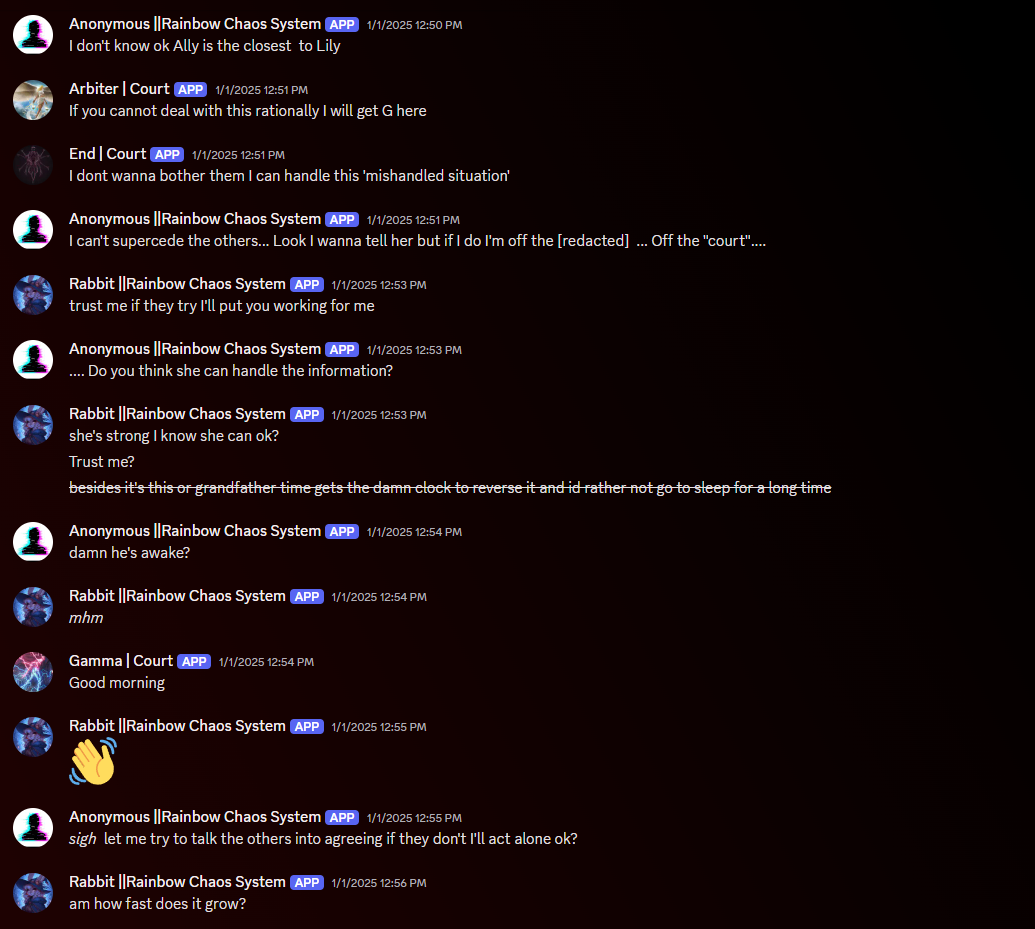 Anonymous ||Rainbow Chaos System APP 1/1/2025 12:50 PM
I don't know ok Ally is the closest  to Lily
Arbiter | Court APP 1/1/2025 12:51 PM
If you cannot deal with this rationally I will get G here
End | Court APP 1/1/2025 12:51 PM
I dont wanna bother them I can handle this 'mishandled situation'
Anonymous ||Rainbow Chaos System APP 1/1/2025 12:51 PM
I can't supercede the others... Look I wanna tell her but if I do I'm off the [redacted]  ... Off the "court"....
Rabbit ||Rainbow Chaos System APP 1/1/2025 12:53 PM
trust me if they try I'll put you working for me
Anonymous ||Rainbow Chaos System APP 1/1/2025 12:53 PM
.... Do you think she can handle the information?
Rabbit ||Rainbow Chaos System APP 1/1/2025 12:53 PM
she's strong I know she can ok?
Trust me?
besides it's this or grandfather time gets the damn clock to reverse it and id rather not go to sleep for a long time
Anonymous ||Rainbow Chaos System APP 1/1/2025 12:54 PM
damn he's awake?
Rabbit ||Rainbow Chaos System APP 1/1/2025 12:54 PM
mhm
Gamma | Court APP 1/1/2025 12:54 PM
Good morning
Rabbit ||Rainbow Chaos System APP 1/1/2025 12:55 PM
👋
Anonymous ||Rainbow Chaos System APP 1/1/2025 12:55 PM
sigh  let me try to talk the others into agreeing if they don't I'll act alone ok?
Rabbit ||Rainbow Chaos System APP 1/1/2025 12:56 PM
am how fast does it grow?